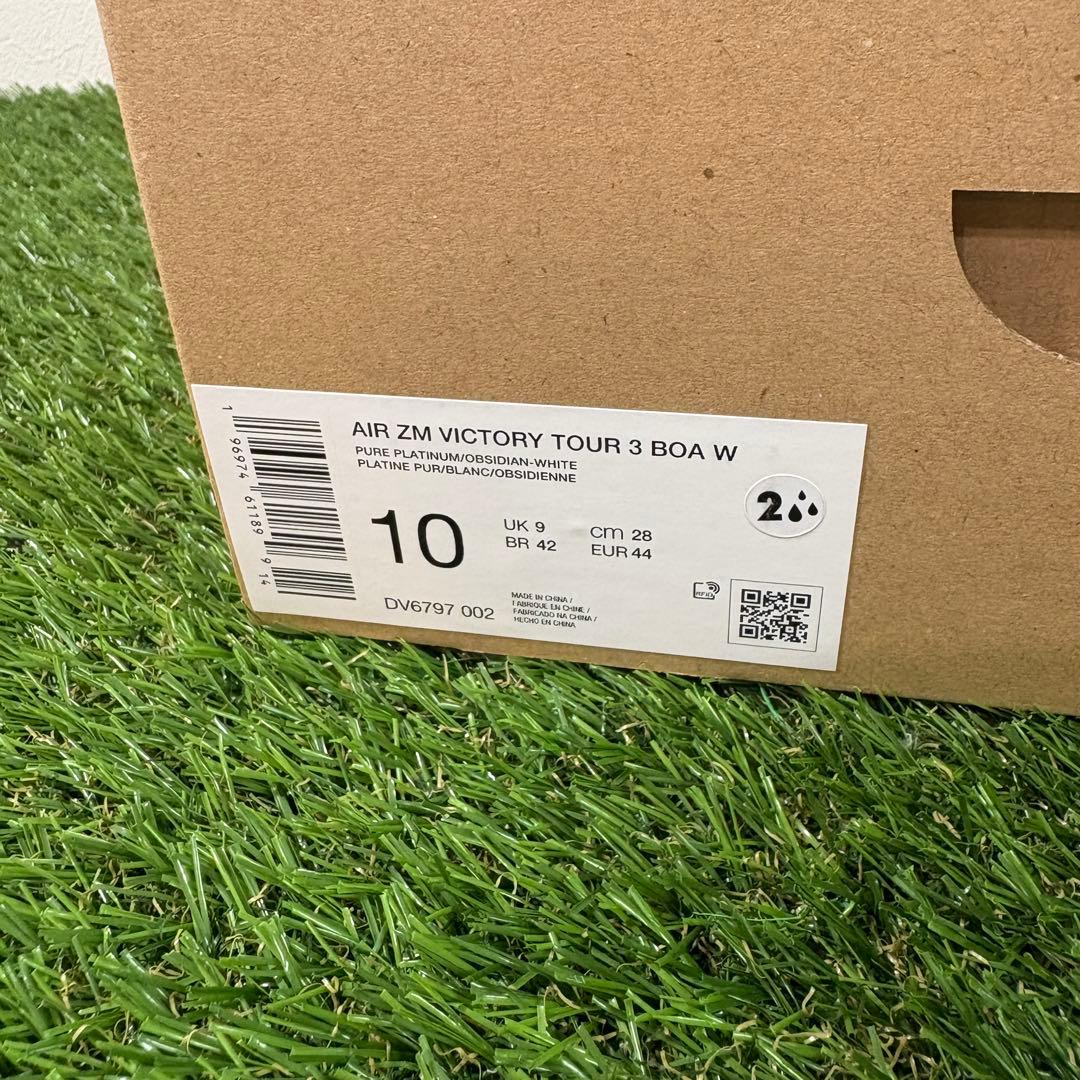 AIR ZM VICTORY TOUR 3 BOA W
PURE PLATINUM/OBSIDIAN-WHITE
PLATINE PUR/BLANC/OBSIDIENNE
10
UK 9
BR 42
cm 28
EUR 44
2
DV6797 002
MADE IN CHINA /
FABRIQUE EN CHINE /
FABRICADO NA CHINA /
HECHO EN CHINA
RFID
1 96974 61189 9 14